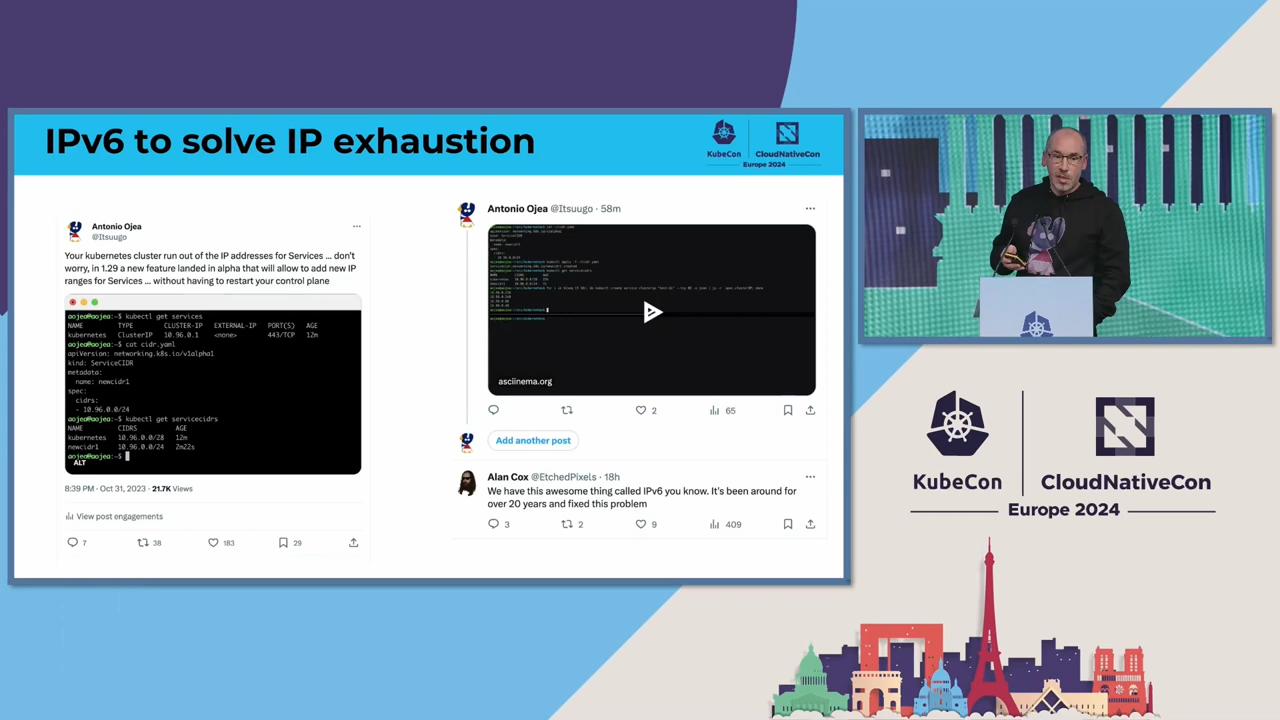 IPv6 to solve IP exhaustion
KubeCon
CloudNativeCon
Europe 2024
Antonio Ojea
@Itsuugo
Your kubernetes cluster run out of the IP addresses for Services ... don't
worry, in 1.29 a new feature landed in alpha that will allow to add new IP
ranges for Services ... without having to restart your control plane
aojea@aojea:~$ kubectl get services
NAME TYPE CLUSTER-IP EXTERNAL-IP PORT(S) AGE
kubernetes ClusterIP 10.96.0.1 <none> 443/TCP 12m
aojea@aojea:~$ cat cidr.yaml
apiVersion: networking.k8s.io/v1alpha1
kind: ServiceCIDR
metadata:
name: newcidr1
spec:
cidrs:
- 10.96.0.0/24
aojea@aojea:~$ kubectl get servicecidrs
NAME CIDRS AGE
kubernetes 10.96.0.0/28 12m
newcidr1 10.96.0.0/24 2m22s
aojea@aojea:~$
ALT
8:39 PM · Oct 31, 2023 · 21.7K Views
View post engagements
7 38 183 29
Antonio Ojea @Itsuugo · 58m
asciinema.org
2 65
Add another post
Alan Cox @EtchedPixels · 18h
We have this awesome thing called IPv6 you know. It's been around for
over 20 years and fixed this problem
3 2 9 409
KubeCon
CloudNativeCon
Europe 2024